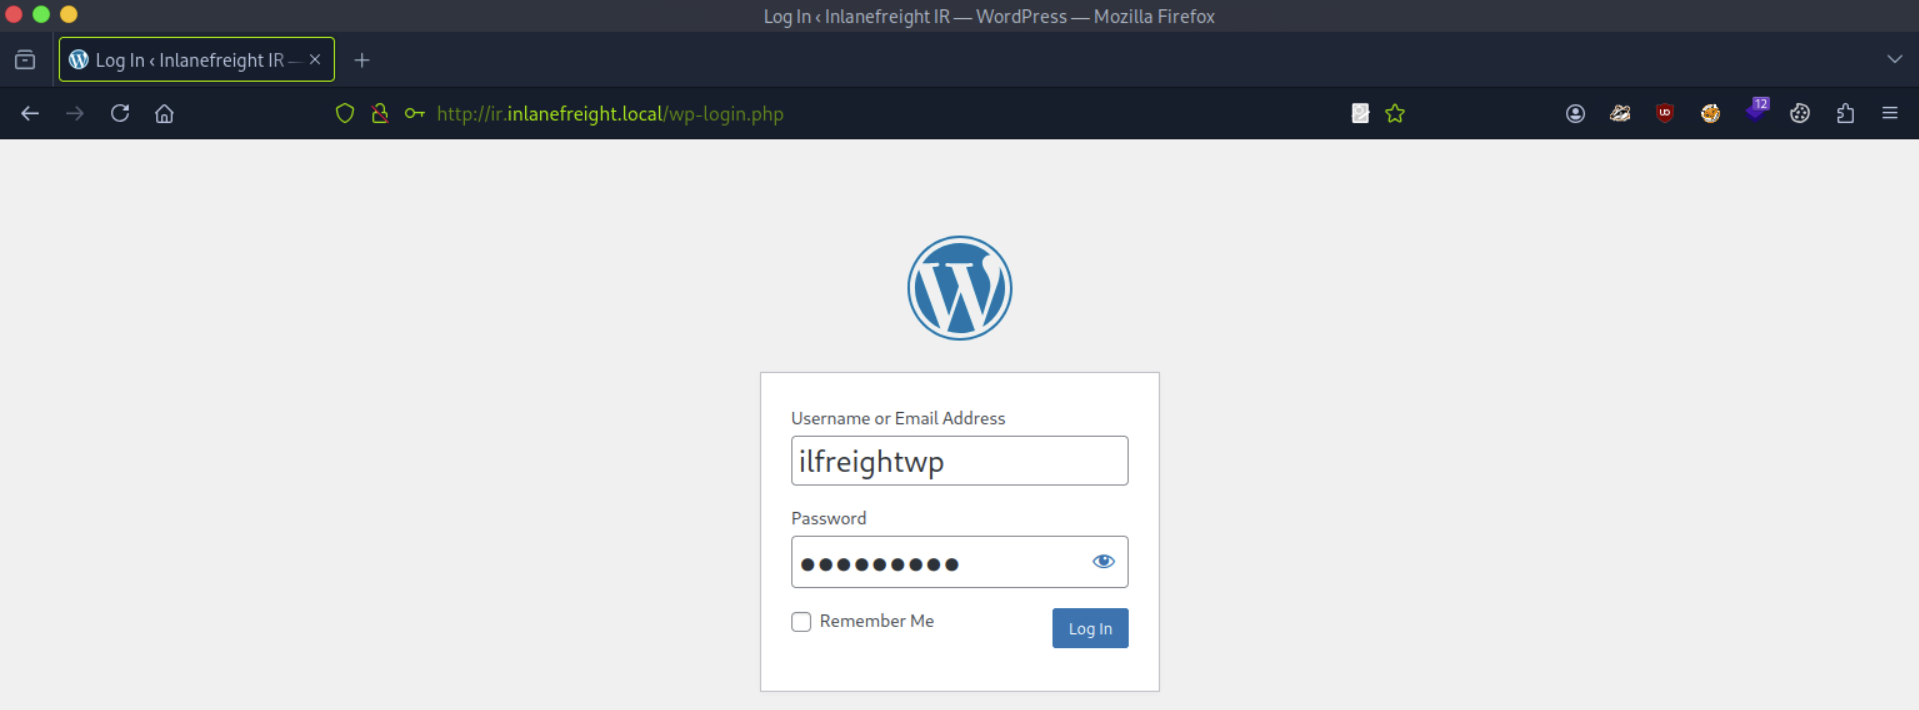 Log In ‹ Inlanefreight IR — WordPress — Mozilla Firefox
Log In ‹ Inlanefreight IR —
http://ir.inlanefreight.local/wp-login.php
12
Username or Email Address
ilfreightwp
Password
●●●●●●●●●
Remember Me
Log In